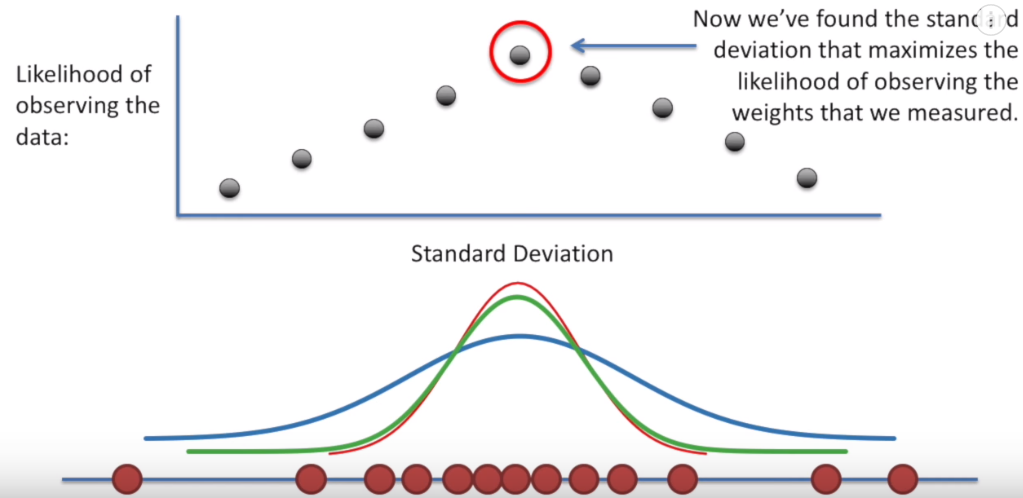 Now we've found the standard
deviation that maximizes the
likelihood of observing the
weights that we measured.
Likelihood of
observing the
data:
Standard Deviation